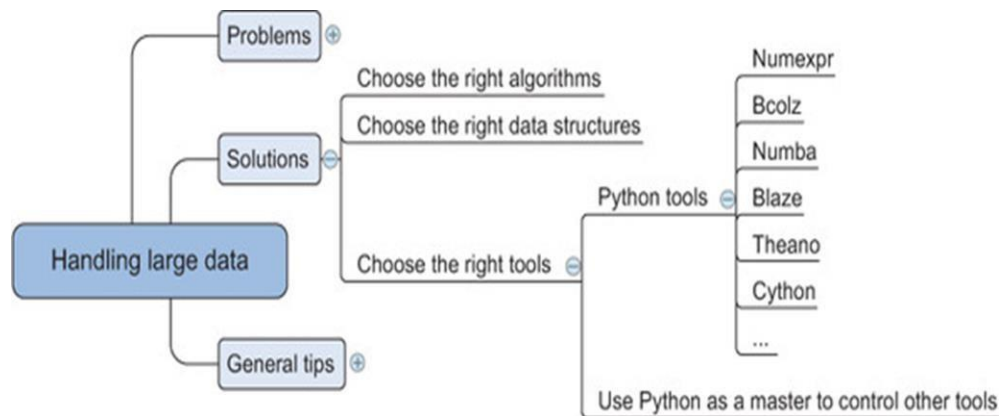 Problems
Numexpr
Choose the right algorithms
Bcolz
Choose the right data structures
Solutions
Numba
Python tools
Blaze
Handling large data
Choose the right tools
Theano
Cython
...
General tips
Use Python as a master to control other tools